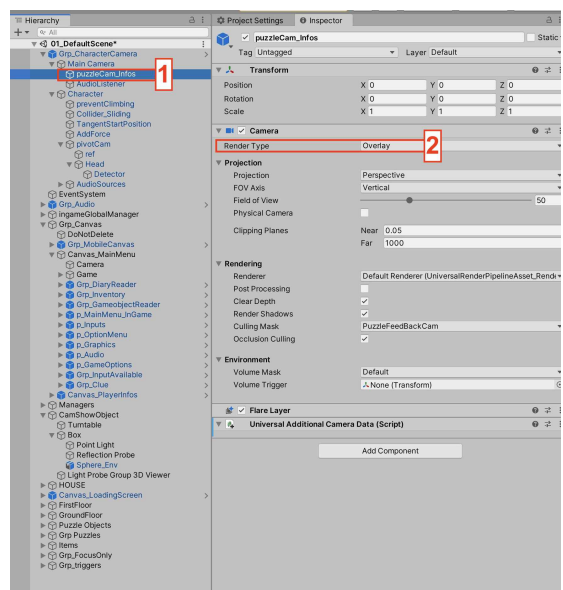 Hierarchy
All
01_DefaultScene*
Grp_CharacterCamera
Main Camera
puzzleCam_Infos
AudioListener
Character
preventClimbing
Collider_Sliding
TangentStartPosition
AddForce
pivotCam
ref
Head
Detector
AudioSources
EventSystem
Grp_Audio
ingameGlobalManager
Grp_Canvas
DoNotDelete
Grp_MobileCanvas
Canvas_MainMenu
Camera
Game
Grp_DiaryReader
Grp_Inventory
Grp_GameobjectReader
p_MainMenu_InGame
p_Inputs
p_OptionMenu
p_Graphics
p_Audio
p_GameOptions
Grp_InputAvailable
Grp_Clue
Canvas_PlayerInfos
Managers
CamShowObject
Turntable
Box
Point Light
Reflection Probe
Sphere_Env
Light Probe Group 3D Viewer
HOUSE
Canvas_LoadingScreen
FirstFloor
GroundFloor
Puzzle Objects
Grp Puzzles
Items
Grp_FocusOnly
Grp_triggers
1
Project Settings Inspector
puzzleCam_Infos Static
Tag Untagged Layer Default
Transform
Position X 0 Y 0 Z 0
Rotation X 0 Y 0 Z 0
Scale X 1 Y 1 Z 1
Camera
Render Type Overlay
2
Projection
Projection Perspective
FOV Axis Vertical
Field of View 50
Physical Camera
Clipping Planes Near 0.05
Far 1000
Rendering
Renderer Default Renderer (UniversalRenderPipelineAsset_Rende
Post Processing
Clear Depth
Render Shadows
Culling Mask PuzzleFeedBackCam
Occlusion Culling
Environment
Volume Mask Default
Volume Trigger None (Transform)
Flare Layer
Universal Additional Camera Data (Script)
Add Component